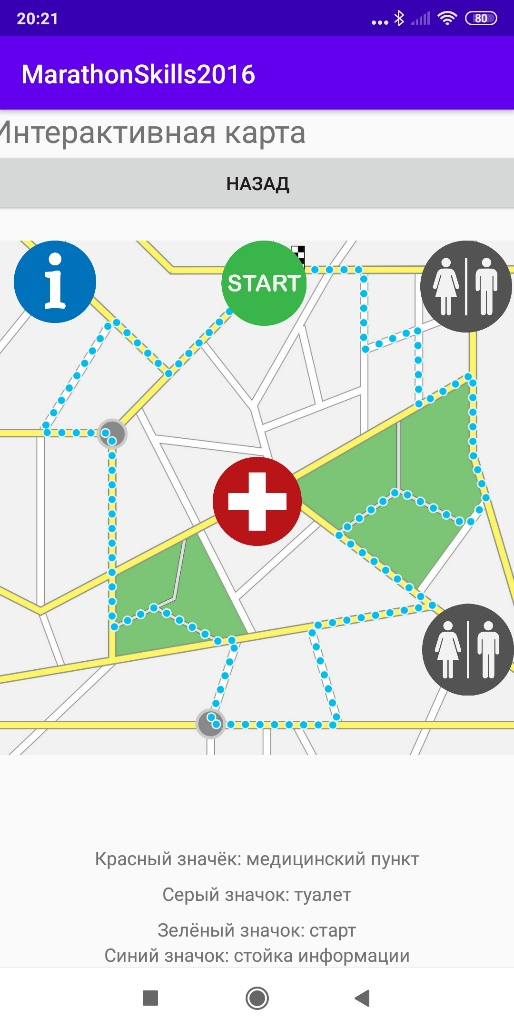 20:21
80
MarathonSkills2016
Интерактивная карта
НАЗАД
i
START
Красный значёк: медицинский пункт
Серый значок: туалет
Зелёный значок: старт
Синий значок: стойка информации